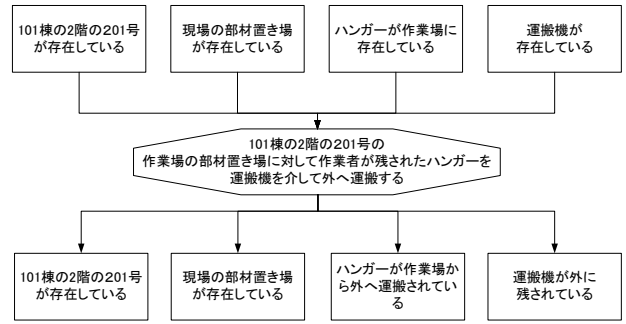 101棟の2階の201号
が存在している
現場の部材置き場
が存在している
ハンガーが作業場に
存在している
運搬機が
存在している
101棟の2階の201号の
作業場の部材置き場に対して作業者が残されたハンガーを
運搬機を介して外へ運搬する
101棟の2階の201号
が存在している
現場の部材置き場
が存在している
ハンガーが作業場か
ら外へ運搬されてい
る
運搬機が外に
残されている